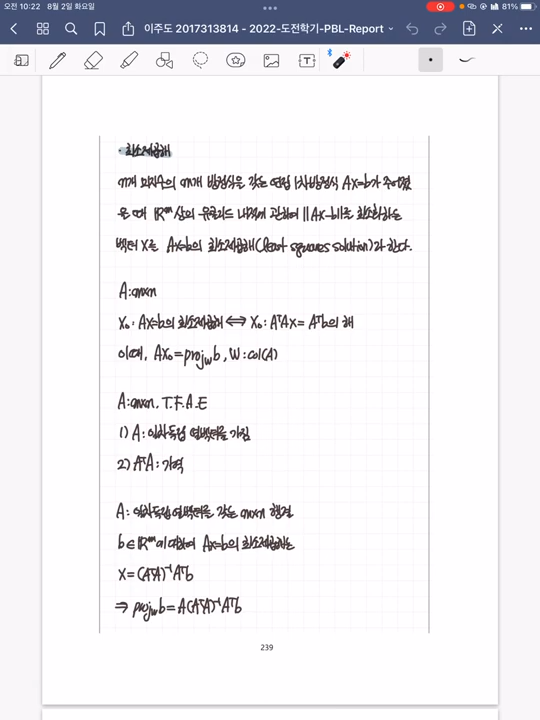 오전 10:22 8월 2일 화요일
81%
이주도 2017313814 - 2022-도전학기-PBL-Report
· 최소제곱해
n개 미지수의 m개 방정식을 갖는 연립 1차방정식 Ax=b가 주어졌
을 때 ℝᵐ상의 유클리드 내적에 관하여 ||Ax-b||를 최소화하는
벡터 x를 Ax=b의 최소제곱해(least squares solution)라 한다.
A: m×n
x₀: Ax=b의 최소제곱해 ⟺ x₀: AᵀAx = Aᵀb의 해
이때, Ax₀ = projwb, W: col(A)
A: m×n, T.F.A.E
1) A: 일차독립 열벡터를 가짐
2) AᵀA: 가역
A: 일차독립 열벡터를 갖는 m×n 행렬
b ∈ ℝᵐ에 대하여 Ax=b의 최소제곱해는
x = (AᵀA)⁻¹Aᵀb
⇒ projwb = A(AᵀA)⁻¹Aᵀb
239